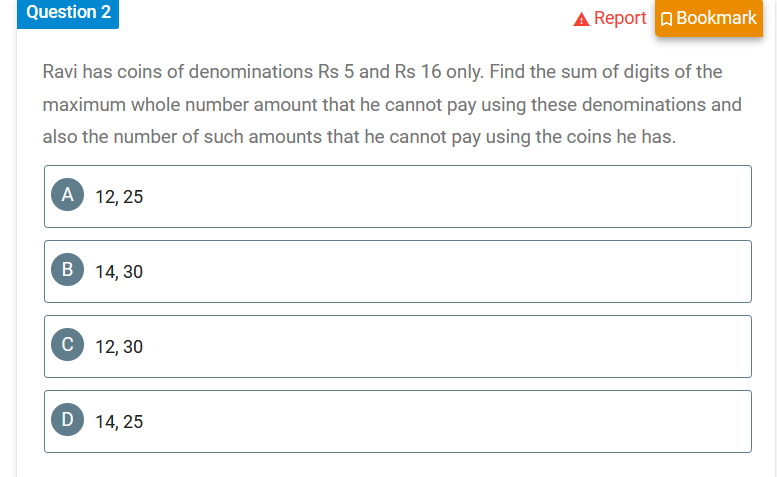 Question 2
Report
Bookmark
Ravi has coins of denominations Rs 5 and Rs 16 only. Find the sum of digits of the
maximum whole number amount that he cannot pay using these denominations and
also the number of such amounts that he cannot pay using the coins he has.
A 12, 25
B 14, 30
C 12, 30
D 14, 25